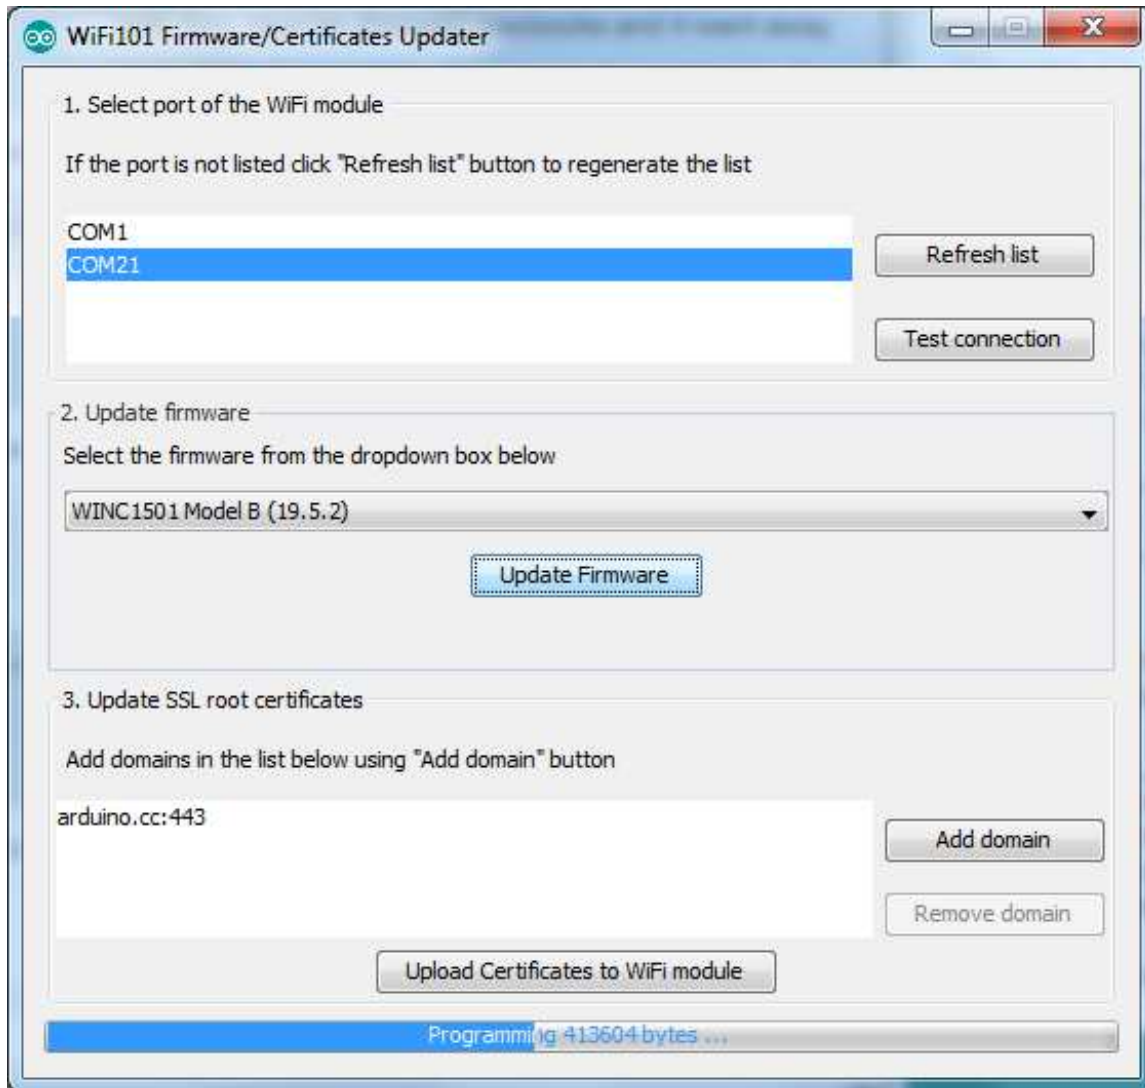 WiFi101 Firmware/Certificates Updater
1. Select port of the WiFi module
If the port is not listed click "Refresh list" button to regenerate the list
COM1
COM21
Refresh list
Test connection
2. Update firmware
Select the firmware from the dropdown box below
WINC1501 Model B (19.5.2)
Update Firmware
3. Update SSL root certificates
Add domains in the list below using "Add domain" button
arduino.cc:443
Add domain
Remove domain
Upload Certificates to WiFi module
Programming 413604 bytes ...